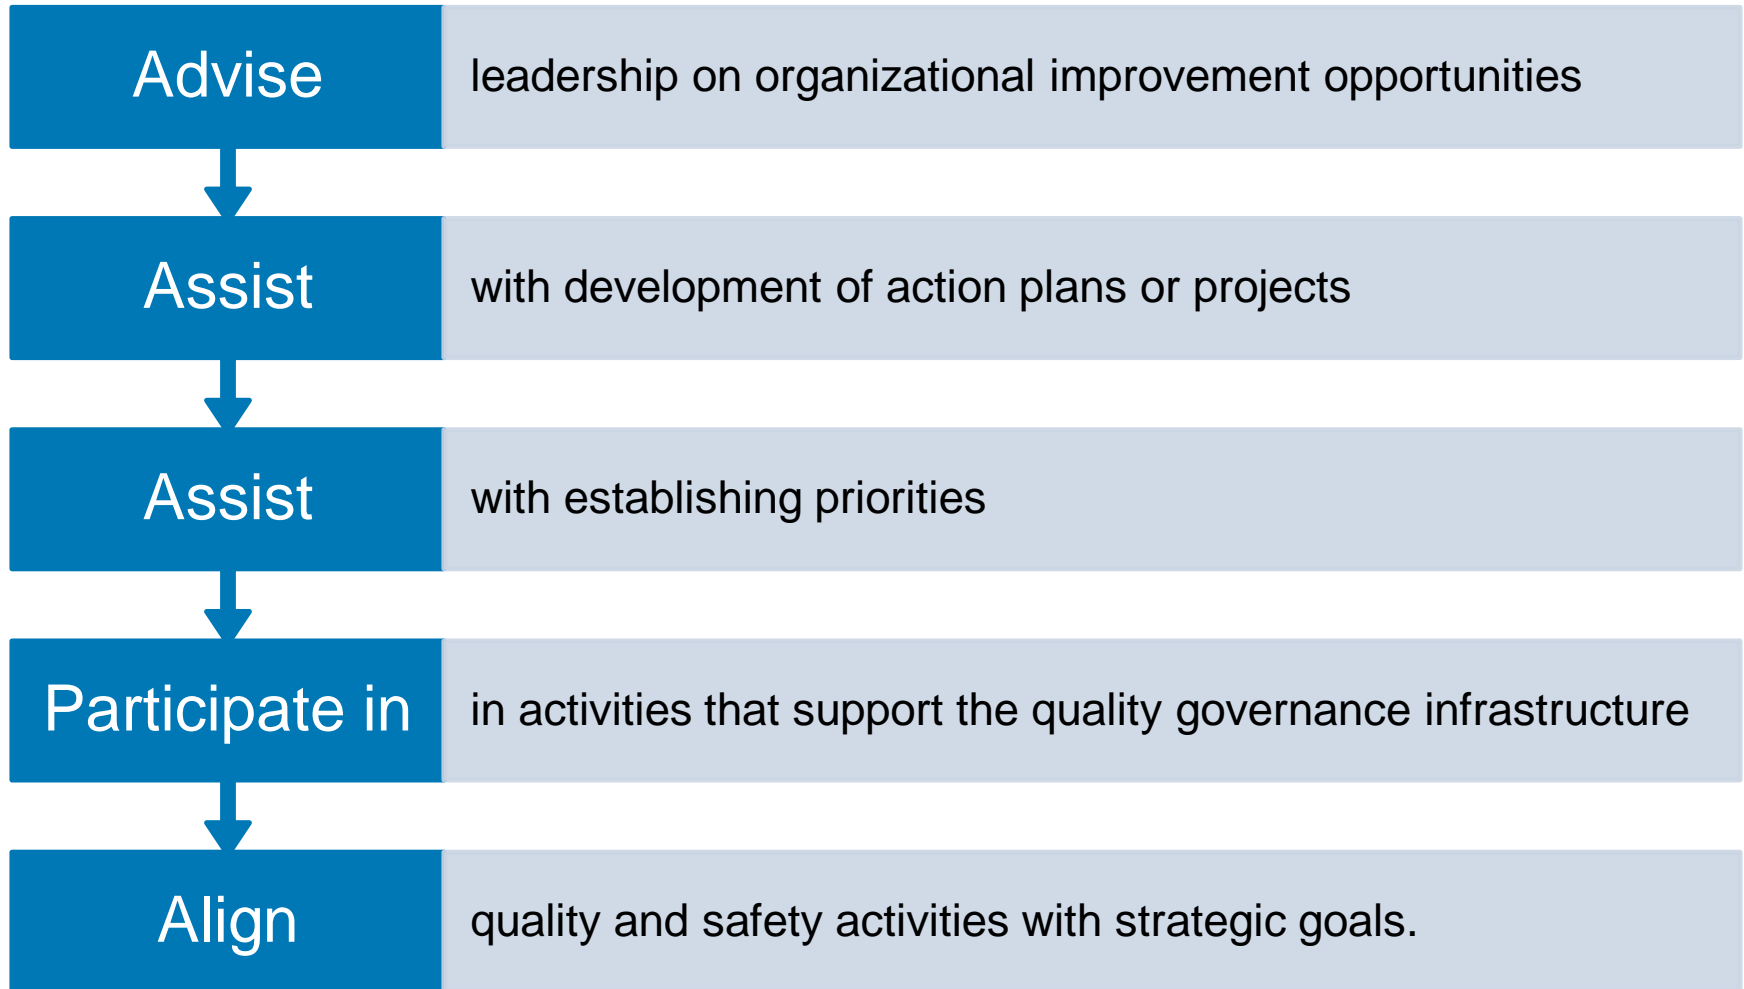 Advise
leadership on organizational improvement opportunities
Assist
with development of action plans or projects
Assist
with establishing priorities
Participate in
in activities that support the quality governance infrastructure
Align
quality and safety activities with strategic goals.